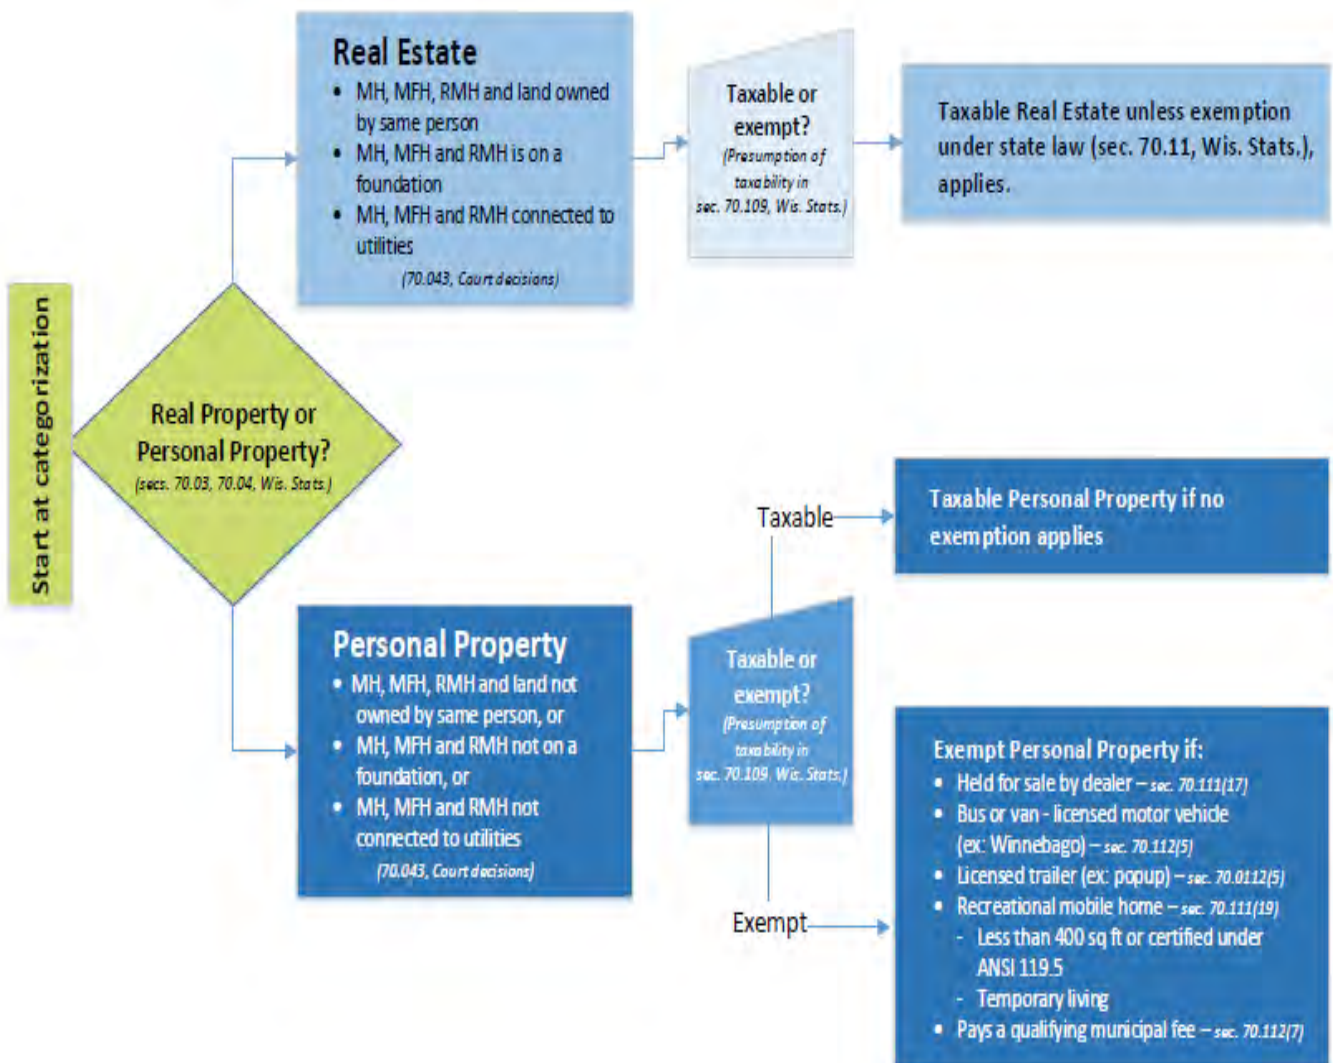 Start at categorization
Real Property or
Personal Property?
(secs. 70.03, 70.04, Wis. Stats.)
Real Estate
• MH, MFH, RMH and land owned
by same person
• MH, MFH and RMH is on a
foundation
• MH, MFH and RMH connected to
utilities
(70.043, Court decisions)
Taxable or
exempt?
(Presumption of
taxability in
sec. 70.109, Wis. Stats.)
Taxable Real Estate unless exemption
under state law (sec. 70.11, Wis. Stats.),
applies.
Personal Property
• MH, MFH, RMH and land not
owned by same person, or
• MH, MFH and RMH not on a
foundation, or
• MH, MFH and RMH not
connected to utilities
(70.043, Court decisions)
Taxable or
exempt?
(Presumption of
taxability in
sec. 70.109, Wis. Stats.)
Taxable
Taxable Personal Property if no
exemption applies
Exempt
Exempt Personal Property if:
• Held for sale by dealer – sec. 70.111(17)
• Bus or van - licensed motor vehicle
(ex: Winnebago) – sec. 70.112(5)
• Licensed trailer (ex: popup) – sec. 70.0112(5)
• Recreational mobile home – sec. 70.111(19)
- Less than 400 sq ft or certified under
ANSI 119.5
- Temporary living
• Pays a qualifying municipal fee – sec. 70.112(7)